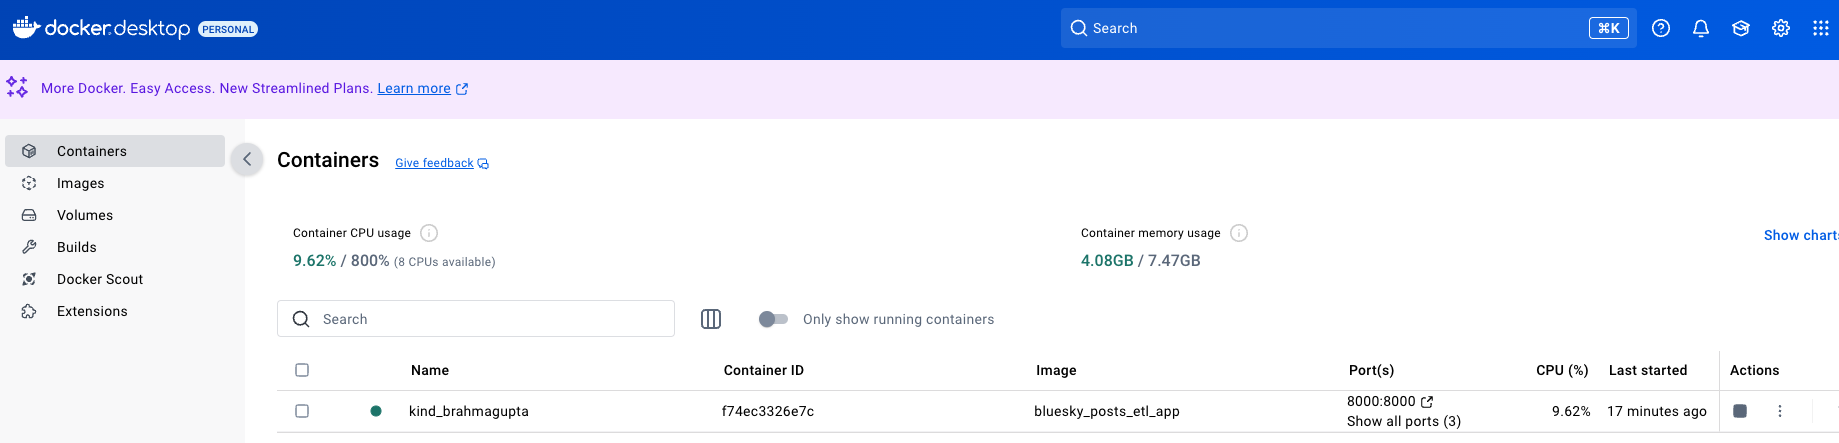 docker desktop PERSONAL
Search ⌘K
More Docker. Easy Access. New Streamlined Plans. Learn more
Containers
Images
Volumes
Builds
Docker Scout
Extensions
Containers Give feedback
Container CPU usage
9.62% / 800% (8 CPUs available)
Container memory usage
4.08GB / 7.47GB
Show charts
Search
Only show running containers
Name Container ID Image Port(s) CPU (%) Last started Actions
kind_brahmagupta f74ec3326e7c bluesky_posts_etl_app 8000:8000 9.62% 17 minutes ago
Show all ports (3)